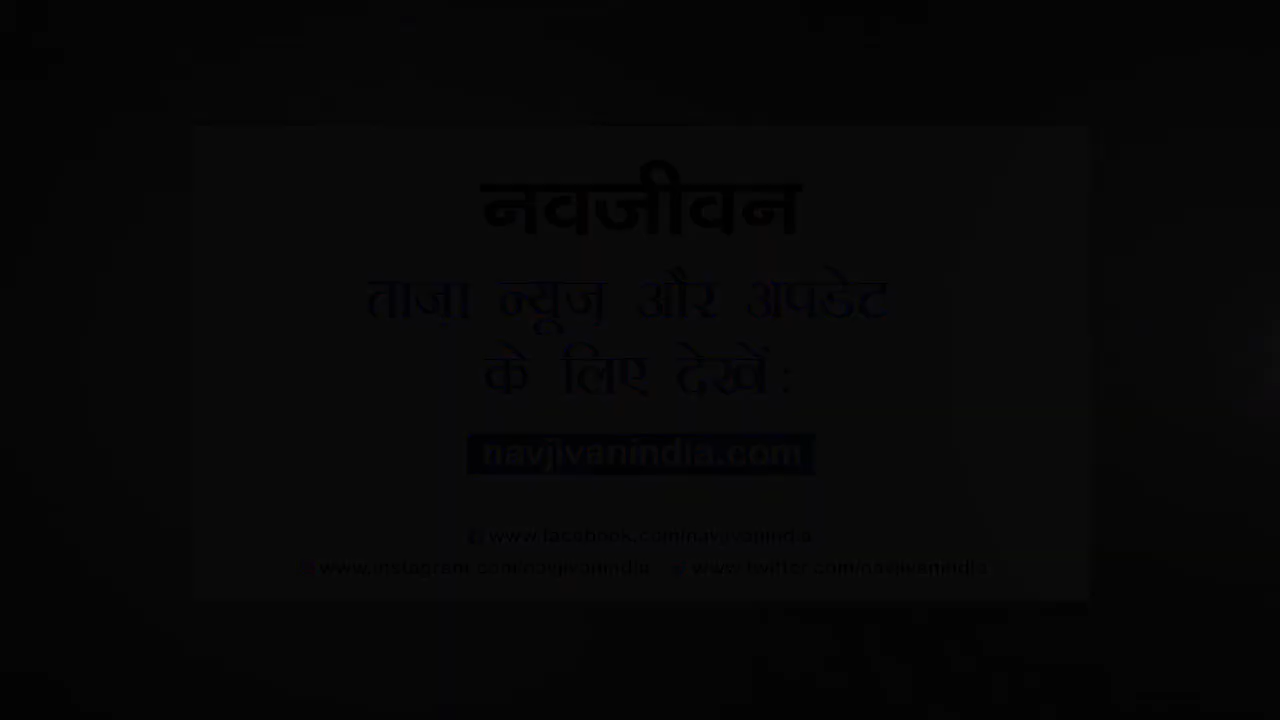 नवजीवन
ताज़ा न्यूज़ और अपडेट
के लिए देखें:
navjivanindia.com
www.facebook.com/navjivanindia
www.instagram.com/navjivanindia www.twitter.com/navjivanindia